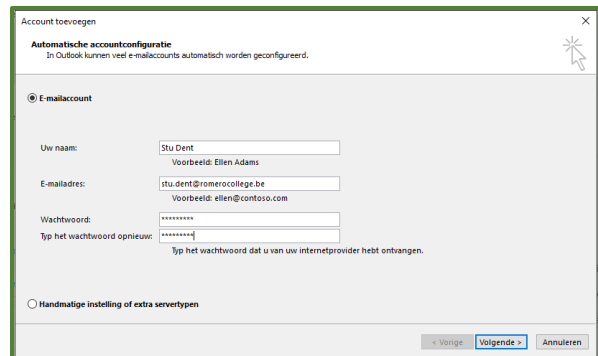 Account toevoegen
Automatische accountconfiguratie
In Outlook kunnen veel e-mailaccounts automatisch worden geconfigureerd.
E-mailaccount
Uw naam: Stu Dent
Voorbeeld: Ellen Adams
E-mailadres: stu.dent@romerocollege.be
Voorbeeld: ellen@contoso.com
Wachtwoord: *********
Typ het wachtwoord opnieuw: *********
Typ het wachtwoord dat u van uw internetprovider hebt ontvangen.
Handmatige instelling of extra servertypen
< Vorige Volgende > Annuleren